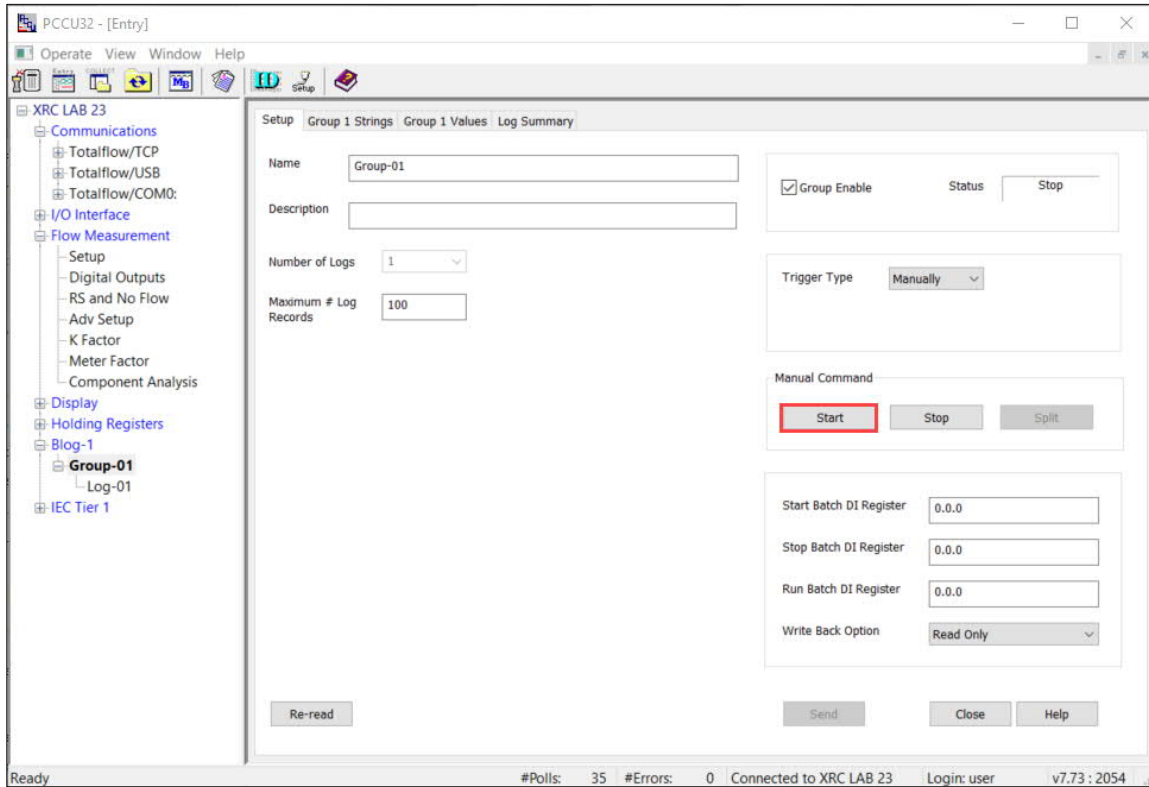 PCCU32 - [Entry]
Operate View Window Help
Entry COLLECT MB ID Setup
XRC LAB 23
Communications
Totalflow/TCP
Totalflow/USB
Totalflow/COM0:
I/O Interface
Flow Measurement
Setup
Digital Outputs
RS and No Flow
Adv Setup
K Factor
Meter Factor
Component Analysis
Display
Holding Registers
Blog-1
Group-01
Log-01
IEC Tier 1
Setup Group 1 Strings Group 1 Values Log Summary
Name Group-01
Description
Number of Logs 1
Maximum # Log
Records 100
Group Enable Status Stop
Trigger Type Manually
Manual Command
Start Stop Split
Start Batch DI Register 0.0.0
Stop Batch DI Register 0.0.0
Run Batch DI Register 0.0.0
Write Back Option Read Only
Re-read Send Close Help
Ready #Polls: 35 #Errors: 0 Connected to XRC LAB 23 Login: user v7.73 : 2054